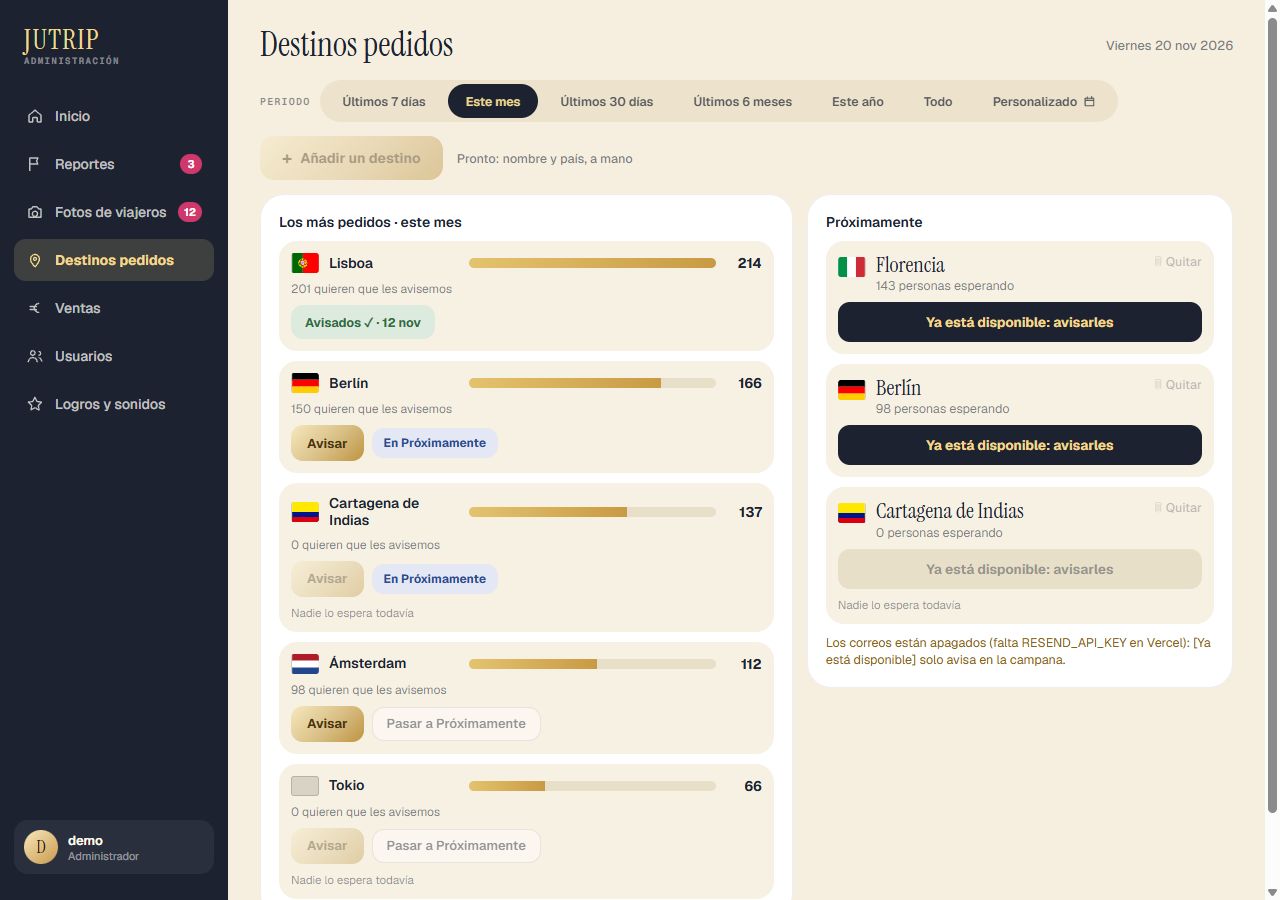 JUTRIP
ADMINISTRACIÓN
Inicio
Reportes 3
Fotos de viajeros 12
Destinos pedidos
Ventas
Usuarios
Logros y sonidos
D
demo
Administrador
Destinos pedidos
Viernes 20 nov 2026
PERIODO Últimos 7 días Este mes Últimos 30 días Últimos 6 meses Este año Todo Personalizado
+ Añadir un destino Pronto: nombre y país, a mano
Los más pedidos · este mes
Lisboa 214
201 quieren que les avisemos
Avisados ✓ · 12 nov
Berlín 166
150 quieren que les avisemos
Avisar En Próximamente
Cartagena de
Indias 137
0 quieren que les avisemos
Avisar En Próximamente
Nadie lo espera todavía
Ámsterdam 112
98 quieren que les avisemos
Avisar Pasar a Próximamente
Tokio 66
0 quieren que les avisemos
Avisar Pasar a Próximamente
Nadie lo espera todavía
Próximamente
Florencia Quitar
143 personas esperando
Ya está disponible: avisarles
Berlín Quitar
98 personas esperando
Ya está disponible: avisarles
Cartagena de Indias Quitar
0 personas esperando
Ya está disponible: avisarles
Nadie lo espera todavía
Los correos están apagados (falta RESEND_API_KEY en Vercel): [Ya
está disponible] solo avisa en la campana.